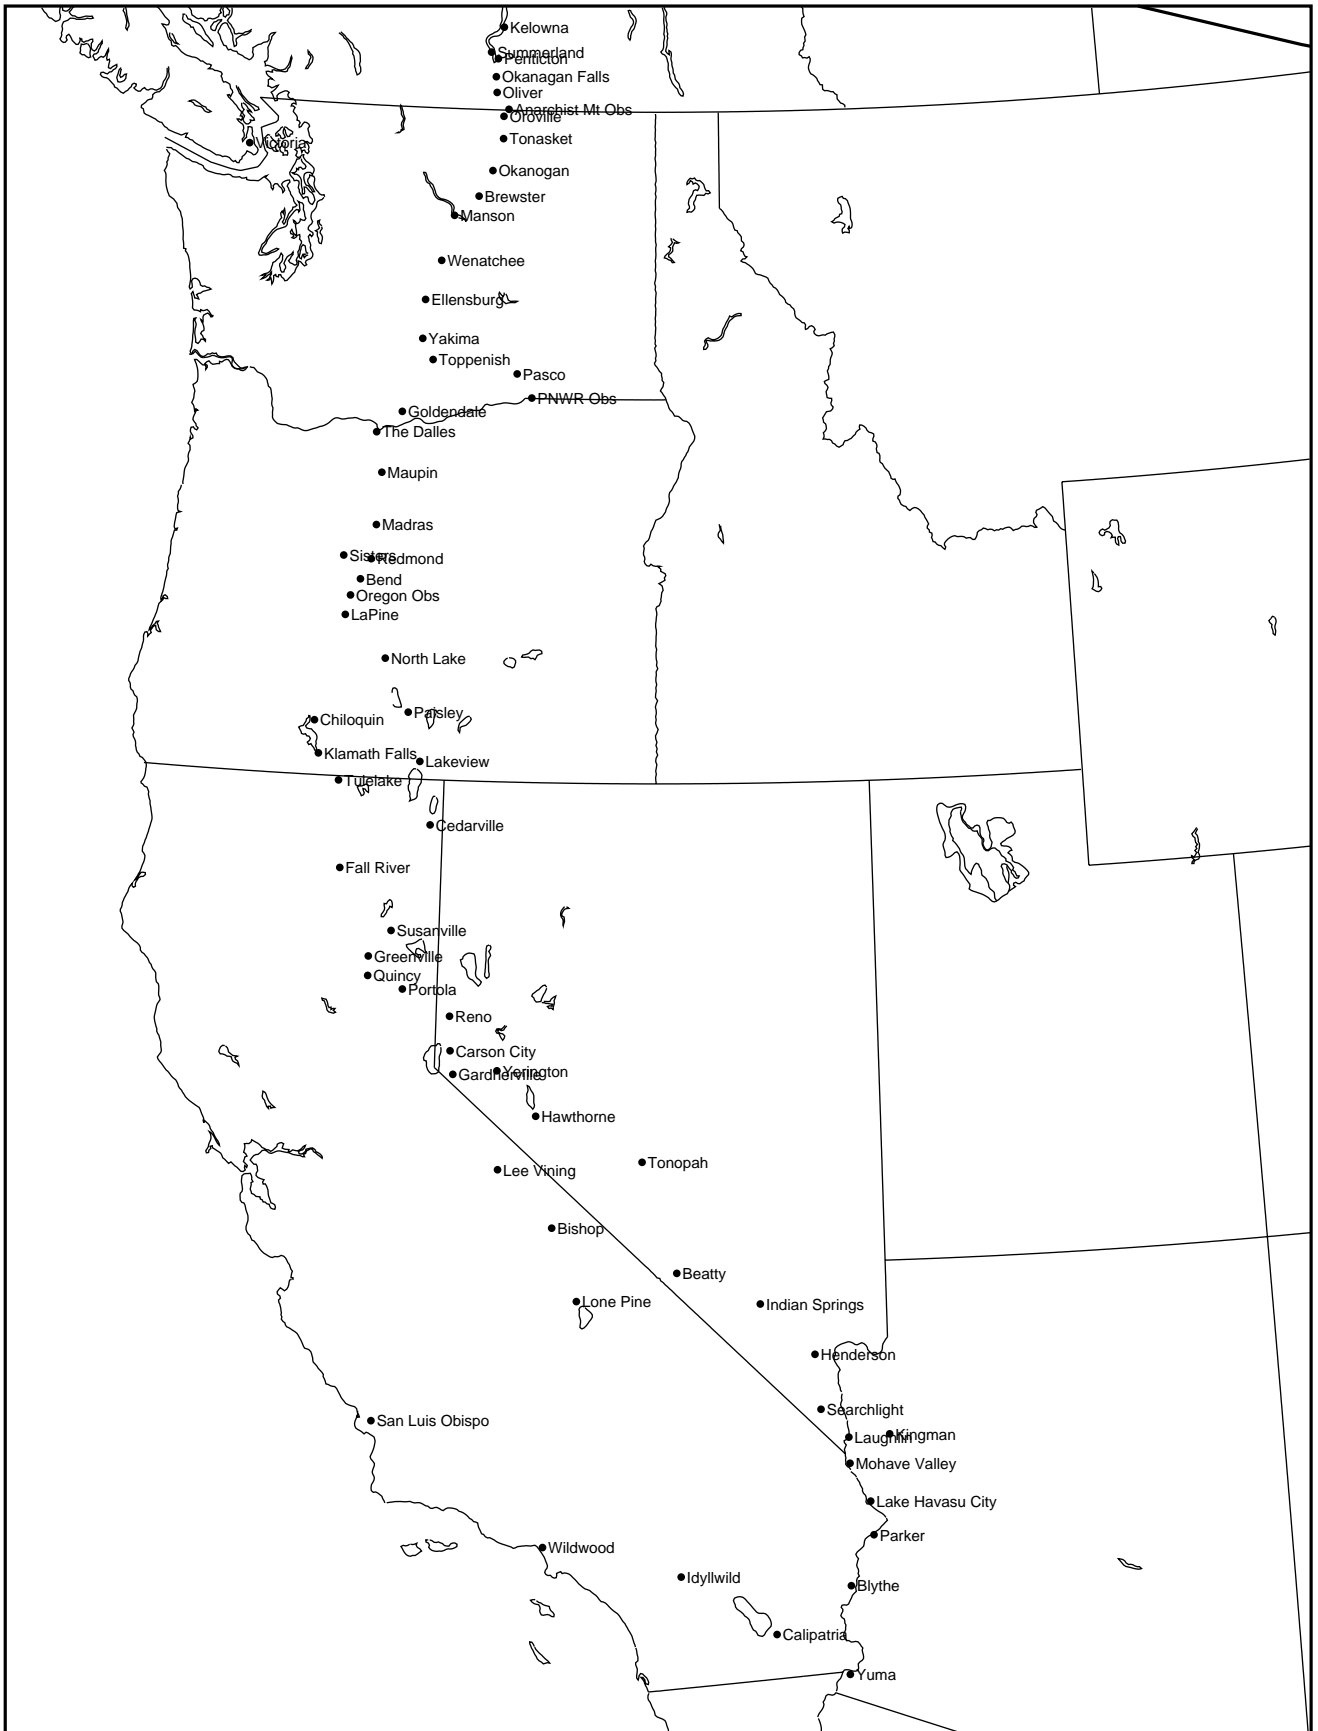 Kelowna
Summerland
Penticton
Okanagan Falls
Oliver
Anarchist Mt Obs
Oroville
Tonasket
Victoria
Okanogan
Brewster
Manson
Wenatchee
Ellensburg
Yakima
Toppenish
Pasco
PNWR Obs
Goldendale
The Dalles
Maupin
Madras
Sisters
Redmond
Bend
Oregon Obs
LaPine
North Lake
Paisley
Chiloquin
Klamath Falls
Lakeview
Tulelake
Cedarville
Fall River
Susanville
Greenville
Quincy
Portola
Reno
Carson City
Yerington
Gardnerville
Hawthorne
Tonopah
Lee Vining
Bishop
Beatty
Lone Pine
Indian Springs
Henderson
Searchlight
San Luis Obispo
Kingman
Laughlin
Mohave Valley
Lake Havasu City
Parker
Wildwood
Idyllwild
Blythe
Calipatria
Yuma